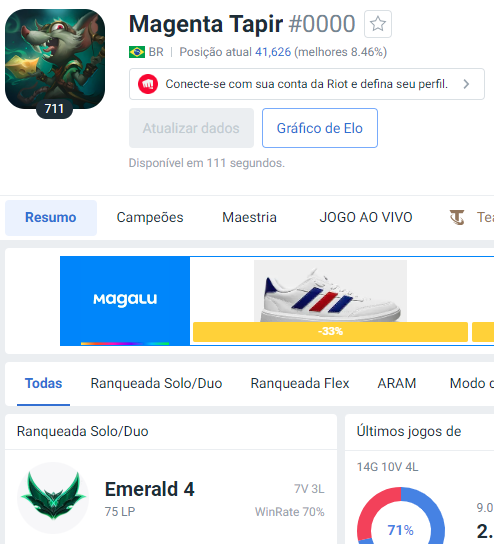 Magenta Tapir #0000
711
BR | Posição atual 41,626 (melhores 8.46%)
Conecte-se com sua conta da Riot e defina seu perfil.
Atualizar dados
Gráfico de Elo
Disponível em 111 segundos.
Resumo
Campeões
Maestria
JOGO AO VIVO
MAGALU
-33%
Todas
Ranqueada Solo/Duo
Ranqueada Flex
ARAM
Modo
Ranqueada Solo/Duo
Últimos jogos de
14G 10V 4L
Emerald 4
7V 3L
75 LP
WinRate 70%
71%
9.0
2.